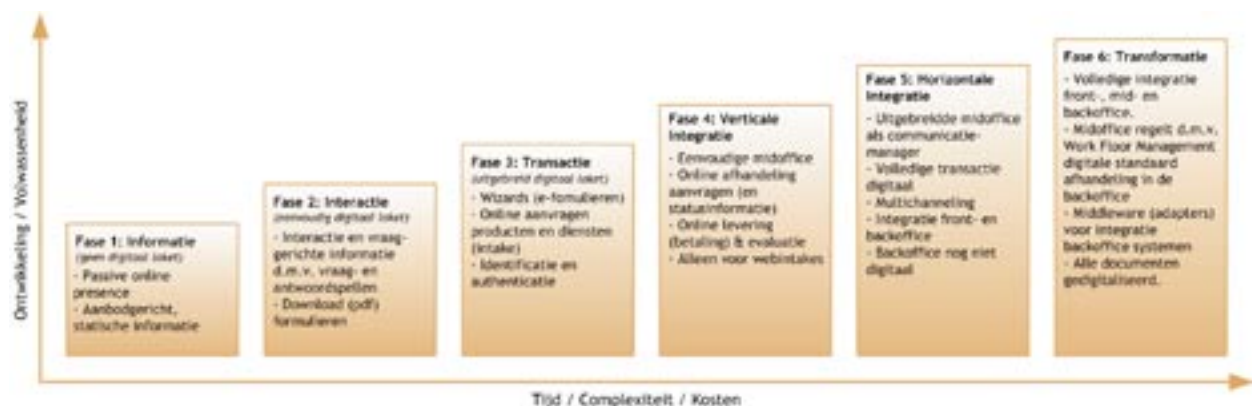 Ontwikkeling / Volwassenheid
Fase 1: Informatie
(geen digitaal loket)
- Passive online
presence
- Aanbodgericht,
statische informatie
Fase 2: Interactie
(eenvoudig digitaal loket)
- Interactie en vraag-
gerichte informatie
d.m.v. vraag- en
antwoordspellen
- Download (pdf)
formulieren
Fase 3: Transactie
(uitgebreid digitaal loket)
- Wizards (e-fomulieren)
- Online aanvragen
producten en diensten
(intake)
- Identificatie en
authenticatie
Fase 4: Verticale
Integratie
- Eenvoudige midoffice
- Online afhandeling
aanvragen (en
statusinformatie)
- Online levering
(betaling) & evaluatie
- Alleen voor webintakes
Fase 5: Horizontale
Integratie
- Uitgebreidde midoffice
als communicatie-
manager
- Volledige transactie
digitaal
- Multichanneling
- Integratie front- en
backoffice
- Backoffice nog niet
digitaal
Fase 6: Transformatie
- Volledige integratie
front-, mid- en
backoffice.
- Midoffice regelt d.m.v.
Work Floor Management
digitale standaard
afhandeling in de
backoffice
- Middleware (adapters)
voor integratie
backoffice systemen
- Alle documenten
gedigitaliseerd.
Tijd / Complexiteit / Kosten